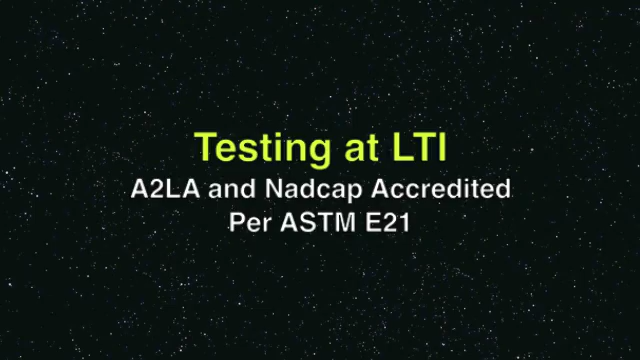 Testing at LTI
A2LA and Nadcap Accredited
Per ASTM E21